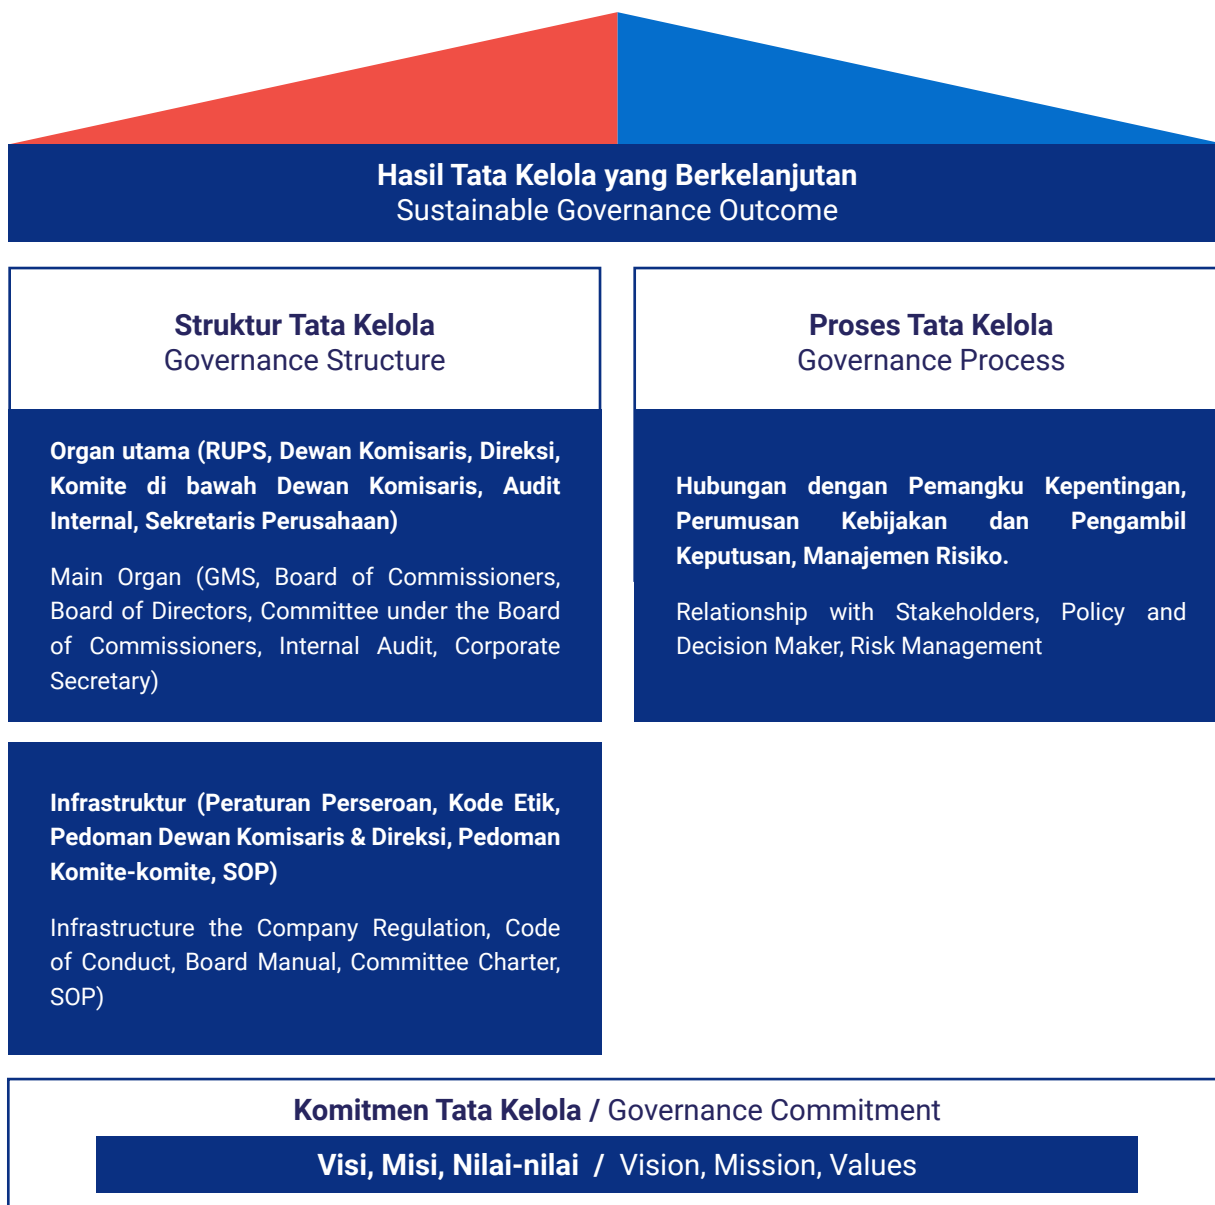 Hasil Tata Kelola yang Berkelanjutan
Sustainable Governance Outcome
Struktur Tata Kelola
Governance Structure
Organ utama (RUPS, Dewan Komisaris, Direksi,
Komite di bawah Dewan Komisaris, Audit
Internal, Sekretaris Perusahaan)
Main Organ (GMS, Board of Commissioners,
Board of Directors, Committee under the Board
of Commissioners, Internal Audit, Corporate
Secretary)
Infrastruktur (Peraturan Perseroan, Kode Etik,
Pedoman Dewan Komisaris & Direksi, Pedoman
Komite-komite, SOP)
Infrastructure the Company Regulation, Code
of Conduct, Board Manual, Committee Charter,
SOP)
Proses Tata Kelola
Governance Process
Hubungan dengan Pemangku Kepentingan,
Perumusan Kebijakan dan Pengambil
Keputusan, Manajemen Risiko.
Relationship with Stakeholders, Policy and
Decision Maker, Risk Management
Komitmen Tata Kelola / Governance Commitment
Visi, Misi, Nilai-nilai / Vision, Mission, Values